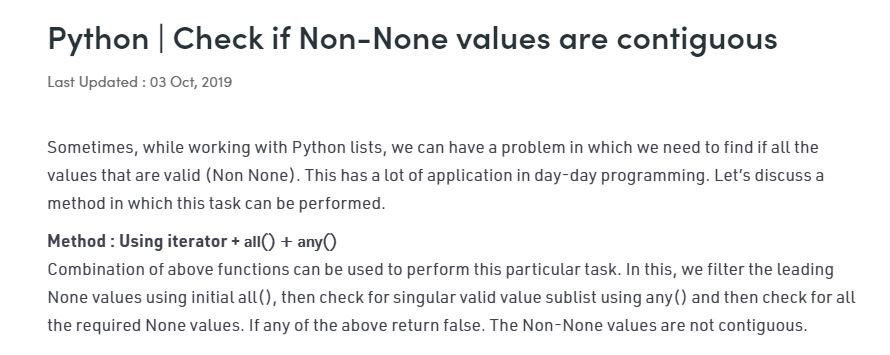 Python | Check if Non-None values are contiguous
Last Updated : 03 Oct, 2019
Sometimes, while working with Python lists, we can have a problem in which we need to find if all the
values that are valid (Non None). This has a lot of application in day-day programming. Let’s discuss a
method in which this task can be performed.
Method : Using iterator + all() + any()
Combination of above functions can be used to perform this particular task. In this, we filter the leading
None values using initial all(), then check for singular valid value sublist using any() and then check for all
the required None values. If any of the above return false. The Non-None values are not contiguous.